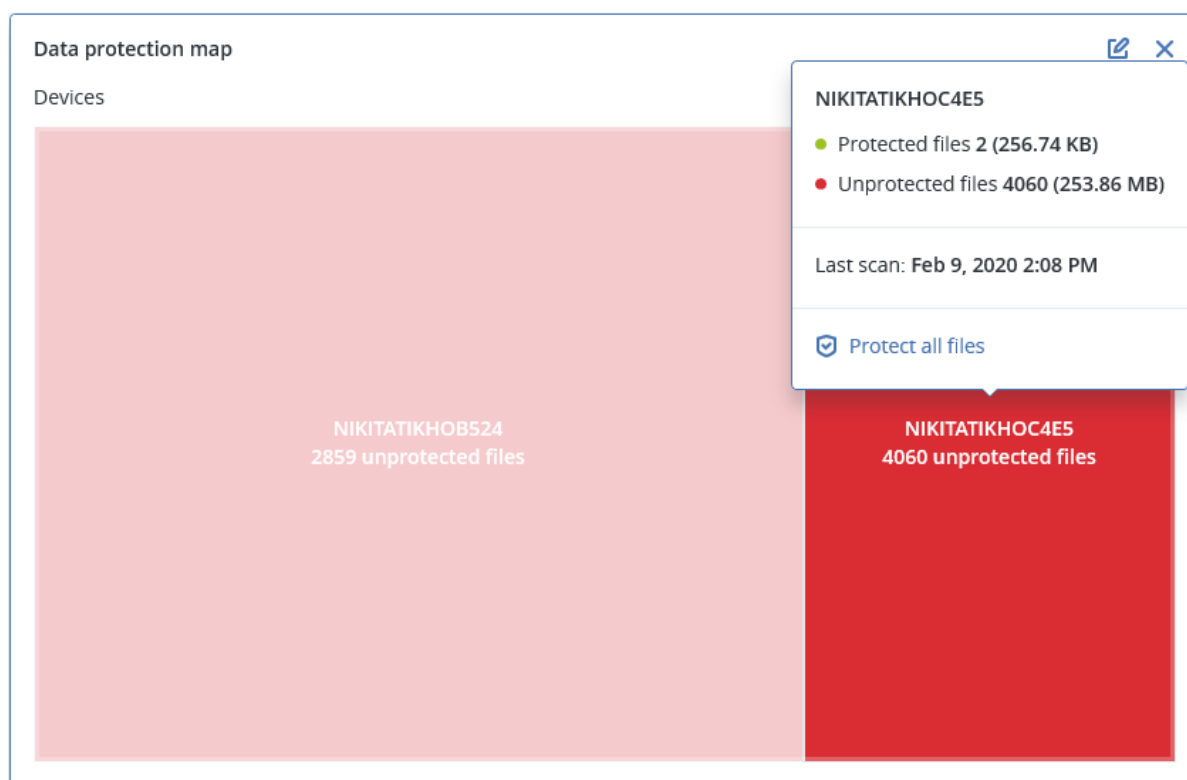 Data protection map
Devices
NIKITATIKHOC4E5
Protected files 2 (256.74 KB)
Unprotected files 4060 (253.86 MB)
Last scan: Feb 9, 2020 2:08 PM
Protect all files
NIKITATIKHOB524
2859 unprotected files
NIKITATIKHOC4E5
4060 unprotected files